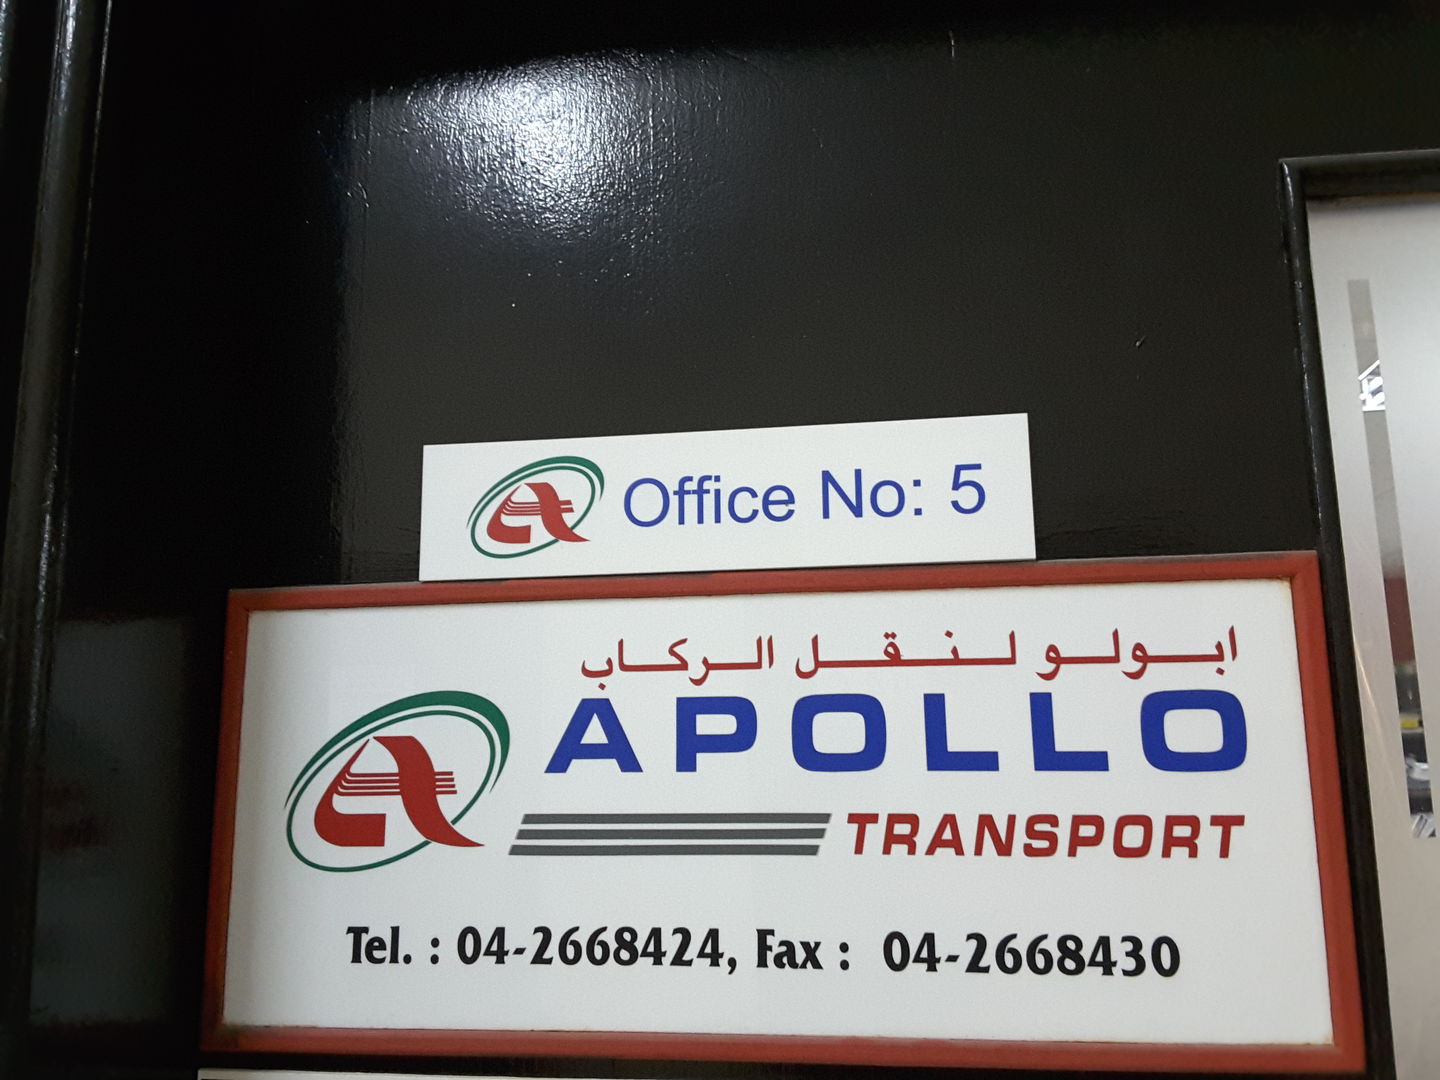 Office No: 5
ابولو لنقل الركاب
APOLLO
TRANSPORT
Tel. : 04-2668424, Fax : 04-2668430